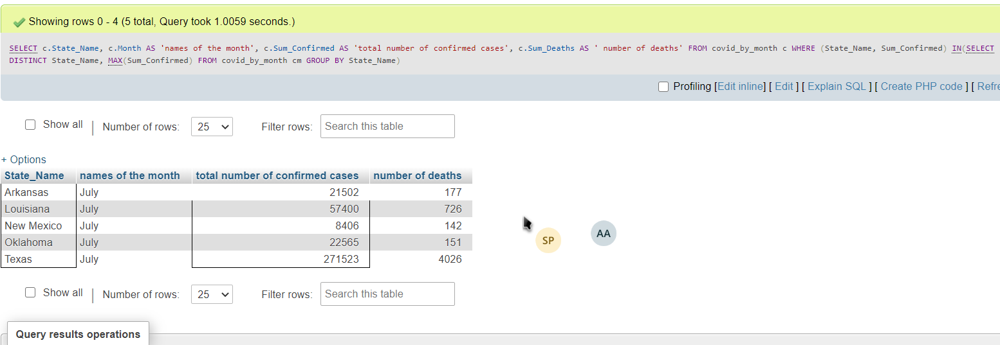 Showing rows 0 - 4 (5 total, Query took 1.0059 seconds.)
SELECT c.State_Name, c.Month AS 'names of the month', c.Sum_Confirmed AS 'total number of confirmed cases', c.Sum_Deaths AS ' number of deaths' FROM covid_by_month c WHERE (State_Name, Sum_Confirmed) IN(SELECT
DISTINCT State_Name, MAX(Sum_Confirmed) FROM covid_by_month cm GROUP BY State_Name)
Profiling [Edit inline] [ Edit ] [ Explain SQL ] [ Create PHP code ] [ Refre
Show all | Number of rows: 25 Filter rows: Search this table
+ Options
State_Name names of the month total number of confirmed cases number of deaths
Arkansas July 21502 177
Louisiana July 57400 726
New Mexico July 8406 142
Oklahoma July 22565 151
Texas July 271523 4026
SP AA
Show all | Number of rows: 25 Filter rows: Search this table
Query results operations